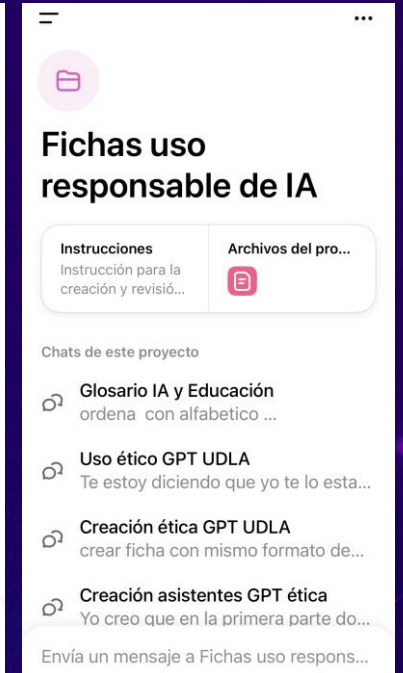 Fichas uso
responsable de IA
Instrucciones
Instrucción para la
creación y revisió...
Archivos del pro...
Chats de este proyecto
Glosario IA y Educación
ordena  con alfabetico ...
Uso ético GPT UDLA
Te estoy diciendo que yo te lo esta...
Creación ética GPT UDLA
crear ficha con mismo formato de...
Creación asistentes GPT ética
Yo creo que en la primera parte do...
Envía un mensaje a Fichas uso respons...